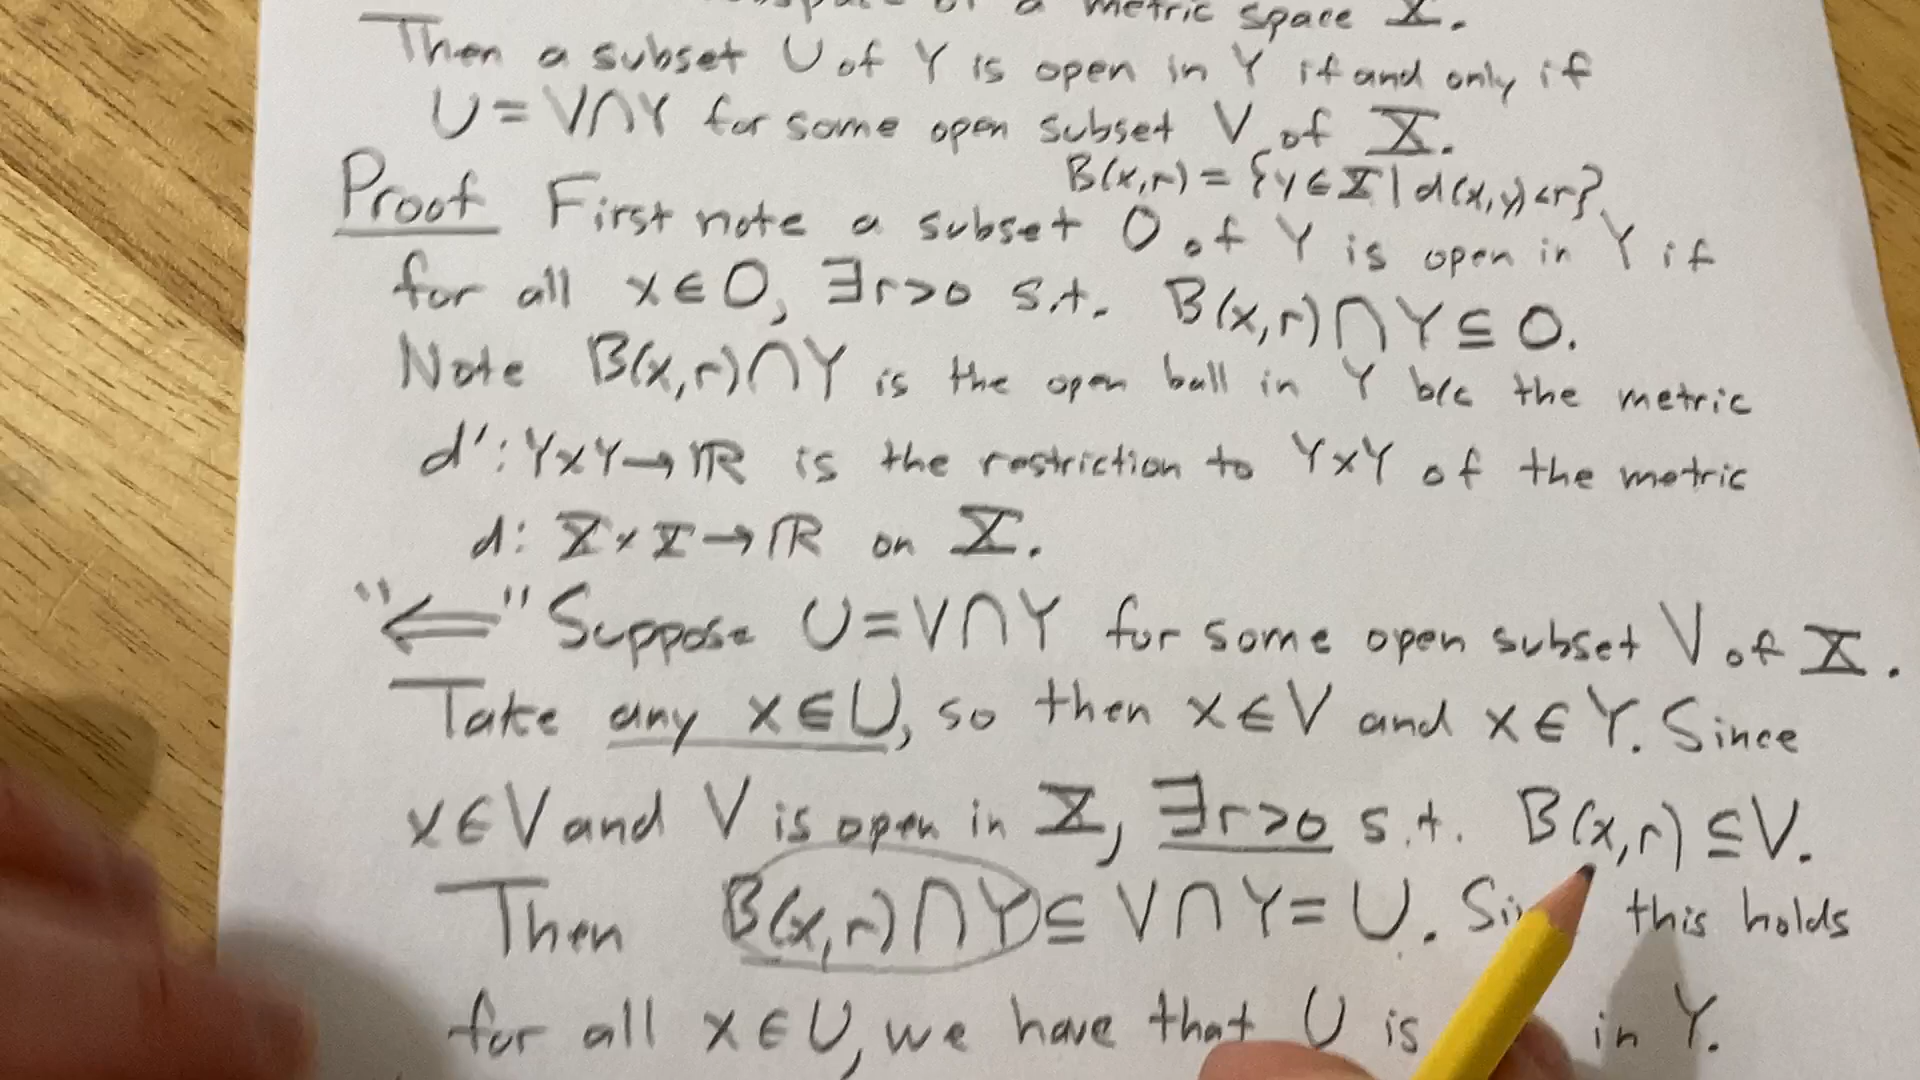 of a metric space X.
Then a subset U of Y is open in Y if and only if
U = V∩Y for some open subset V of X.
B(x,r) = {y ∈ X | d(x,y) < r}
Proof First note a subset O of Y is open in Y if
for all x ∈ O, ∃r>0 s.t. B(x,r) ∩ Y ⊆ O.
Note B(x,r)∩Y is the open ball in Y b/c the metric
d': Y×Y → ℝ is the restriction to Y×Y of the metric
d: X×X → ℝ on X.
"⇐" Suppose U = V∩Y for some open subset V of X.
Take any x ∈ U, so then x ∈ V and x ∈ Y. Since
x ∈ V and V is open in X, ∃r>0 s.t. B(x,r) ⊆ V.
Then B(x,r)∩Y ⊆ V∩Y = U. this holds
for all x ∈ U, we have that U is in Y.